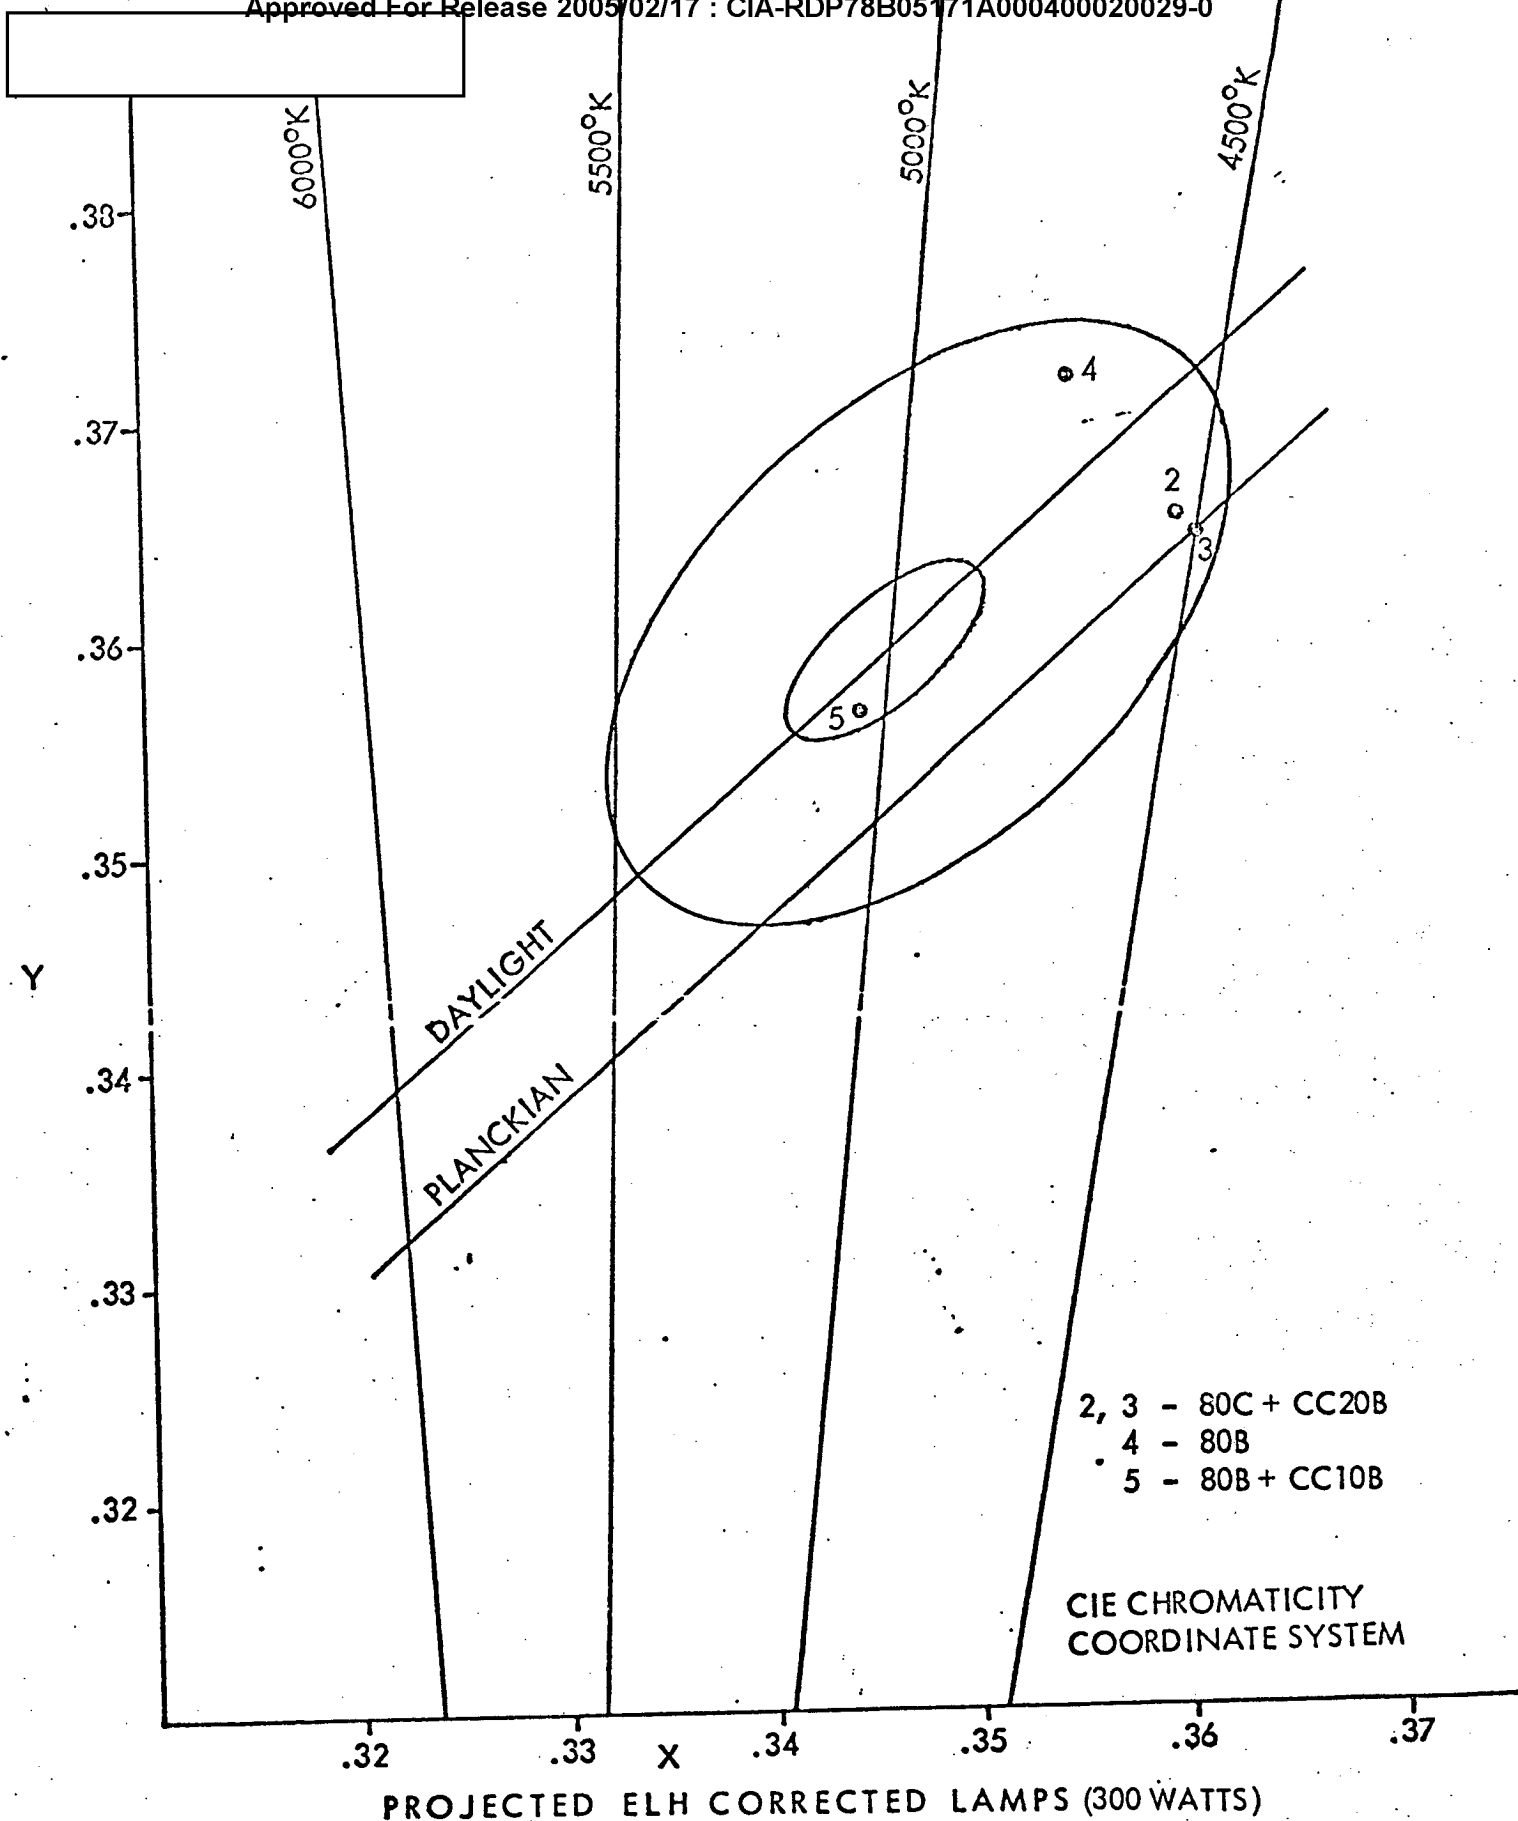 Approved For Release 2005/02/17 : CIA-RDP78B05171A000400020029-0
6000°K
5500°K
5000°K
4500°K
.38
.37
.36
.35
.34
.33
.32
Y
4
2
3
5
DAYLIGHT
PLANCKIAN
2, 3 - 80C + CC20B
4 - 80B
5 - 80B + CC10B
CIE CHROMATICITY
COORDINATE SYSTEM
.32
.33
X
.34
.35
.36
.37
PROJECTED ELH CORRECTED LAMPS (300 WATTS)